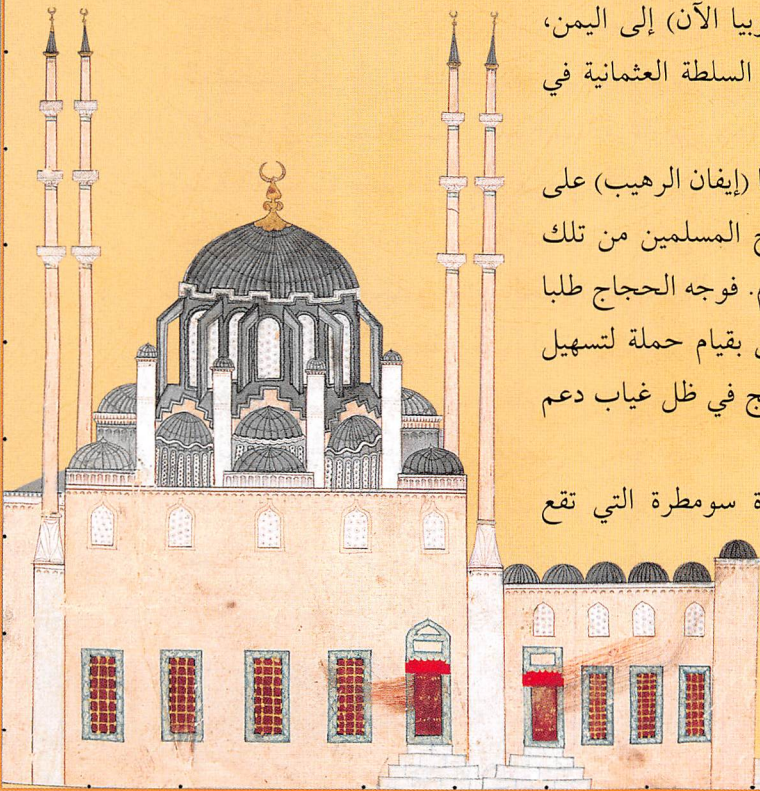 الآن) إلى اليمن،
السلطة العثمانية في
(إيفان الرهيب) على
المسلمين من تلك
فوجه الحجاج طلبا
بقيام حملة لتسهيل
في ظل غياب دعم
سومطرة التي تقع